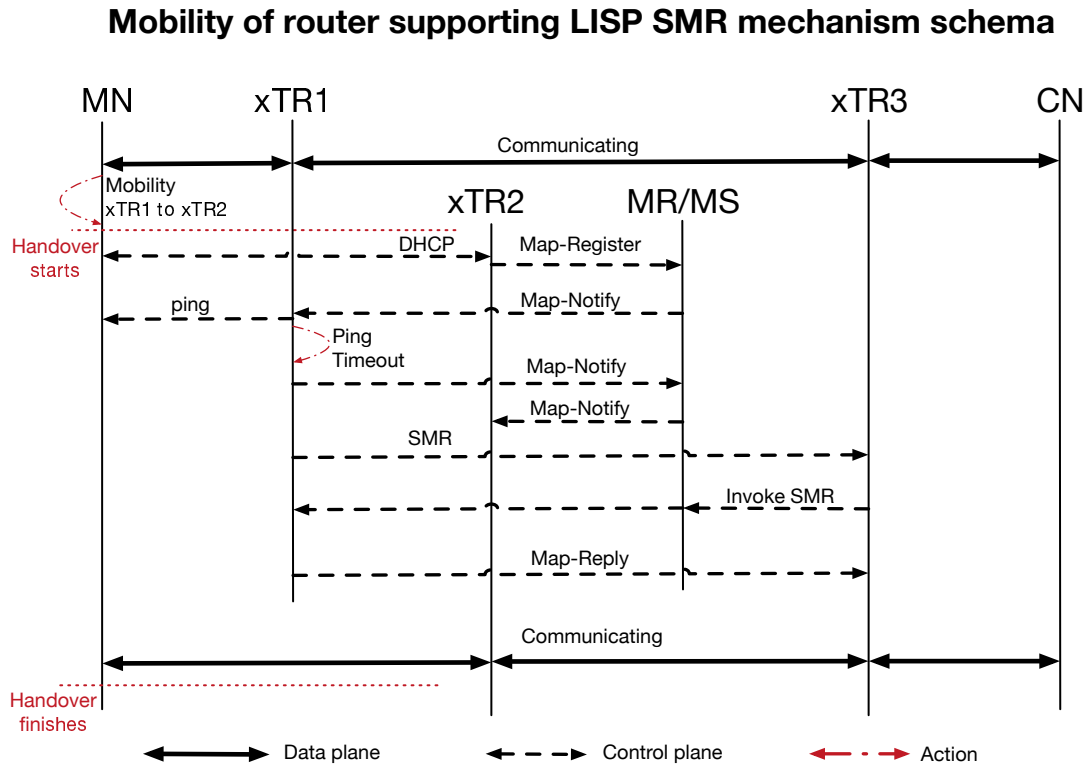 Mobility of router supporting LISP SMR mechanism schema
MN
xTR1
xTR3
CN
Communicating
Mobility
xTR1 to xTR2
xTR2
MR/MS
Handover
starts
DHCP
Map-Register
ping
Map-Notify
Ping
Timeout
Map-Notify
Map-Notify
SMR
Invoke SMR
Map-Reply
Communicating
Handover
finishes
Data plane
Control plane
Action